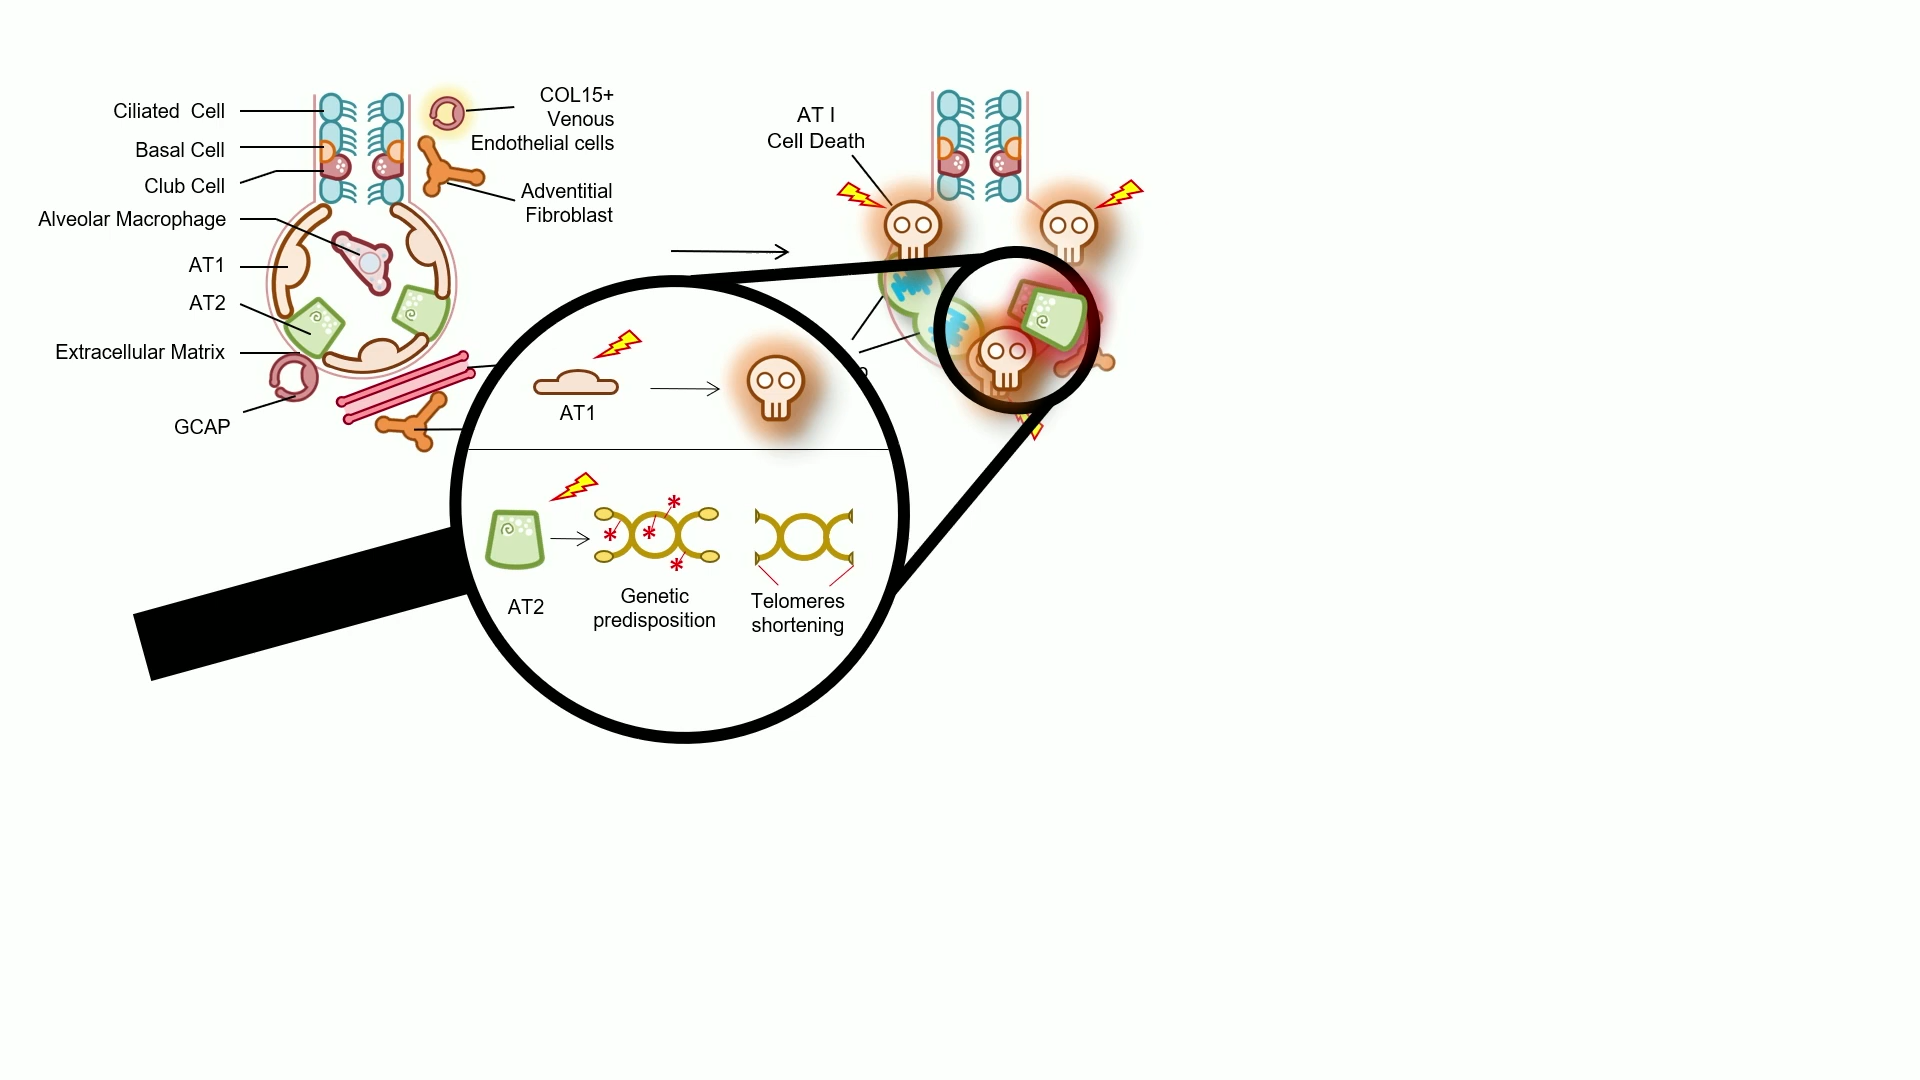 Ciliated  Cell
Basal Cell
Club Cell
Alveolar Macrophage
AT1
AT2
Extracellular Matrix
GCAP
COL15+
Venous
Endothelial cells
Adventitial
Fibroblast
AT I
Cell Death
AT1
AT2
Genetic
predisposition
Telomeres
shortening